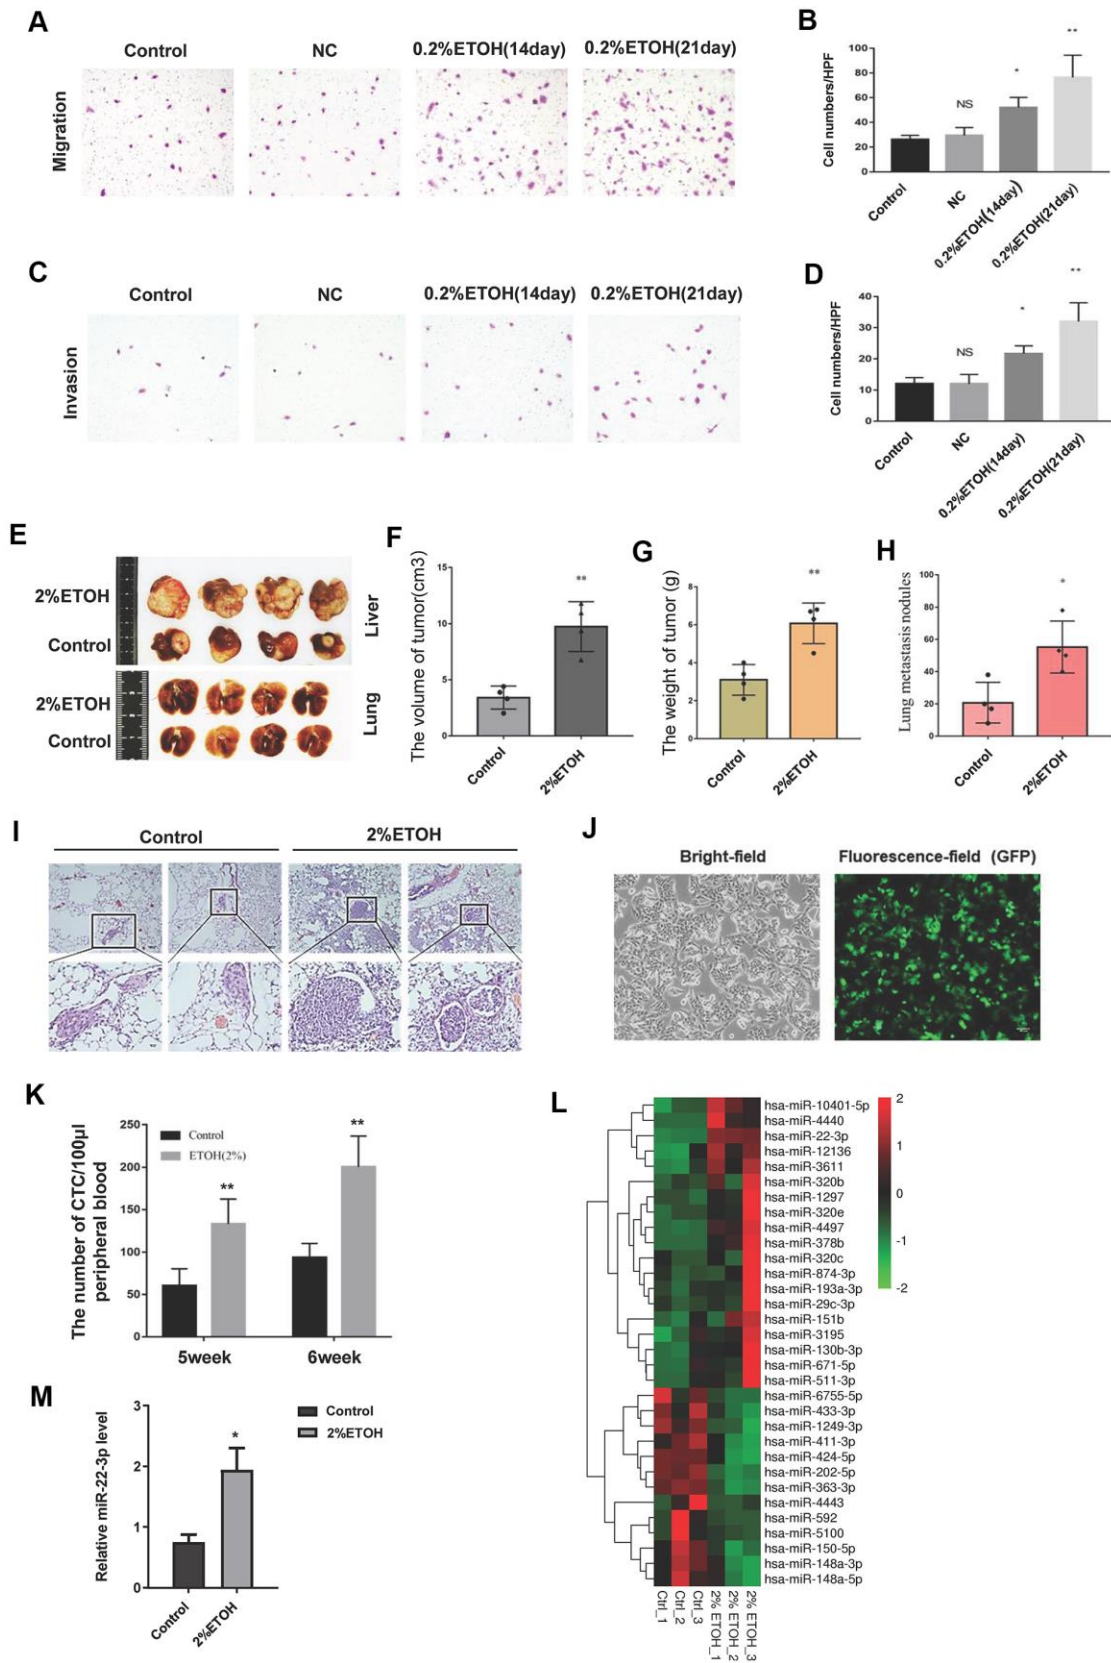 A
Control
NC
0.2%ETOH(14day)
0.2%ETOH(21day)
Migration
B
Cell numbers/HPF
100
80
60
40
20
0
NS
*
**
Control
NC
0.2%ETOH(14day)
0.2%ETOH(21day)
C
Control
NC
0.2%ETOH(14day)
0.2%ETOH(21day)
Invasion
D
Cell numbers/HPF
40
30
20
10
0
NS
*
**
Control
NC
0.2%ETOH(14day)
0.2%ETOH(21day)
E
2%ETOH
Control
Liver
2%ETOH
Control
Lung
F
The volume of tumor(cm3)
15
10
5
0
**
Control
2%ETOH
G
The weight of tumor (g)
8
6
4
2
0
**
Control
2%ETOH
H
Lung metastasis nodules
100
80
60
40
20
0
*
Control
2%ETOH
I
Control
2%ETOH
J
Bright-field
Fluorescence-field (GFP)
K
The number of CTC/100μl
peripheral blood
250
200
150
100
50
0
Control
ETOH(2%)
**
**
5week
6week
L
hsa-miR-10401-5p
hsa-miR-4440
hsa-miR-22-3p
hsa-miR-12136
hsa-miR-3611
hsa-miR-320b
hsa-miR-1297
hsa-miR-320e
hsa-miR-4497
hsa-miR-378b
hsa-miR-320c
hsa-miR-874-3p
hsa-miR-193a-3p
hsa-miR-29c-3p
hsa-miR-151b
hsa-miR-3195
hsa-miR-130b-3p
hsa-miR-671-5p
hsa-miR-511-3p
hsa-miR-6755-5p
hsa-miR-433-3p
hsa-miR-1249-3p
hsa-miR-411-3p
hsa-miR-424-5p
hsa-miR-202-5p
hsa-miR-363-3p
hsa-miR-4443
hsa-miR-592
hsa-miR-5100
hsa-miR-150-5p
hsa-miR-148a-3p
hsa-miR-148a-5p
2
1
0
-1
-2
Ctrl_1
Ctrl_2
Ctrl_3
2% ETOH_1
2% ETOH_2
2% ETOH_3
M
Relative miR-22-3p level
3
2
1
0
Control
2%ETOH
*
Control
2%ETOH